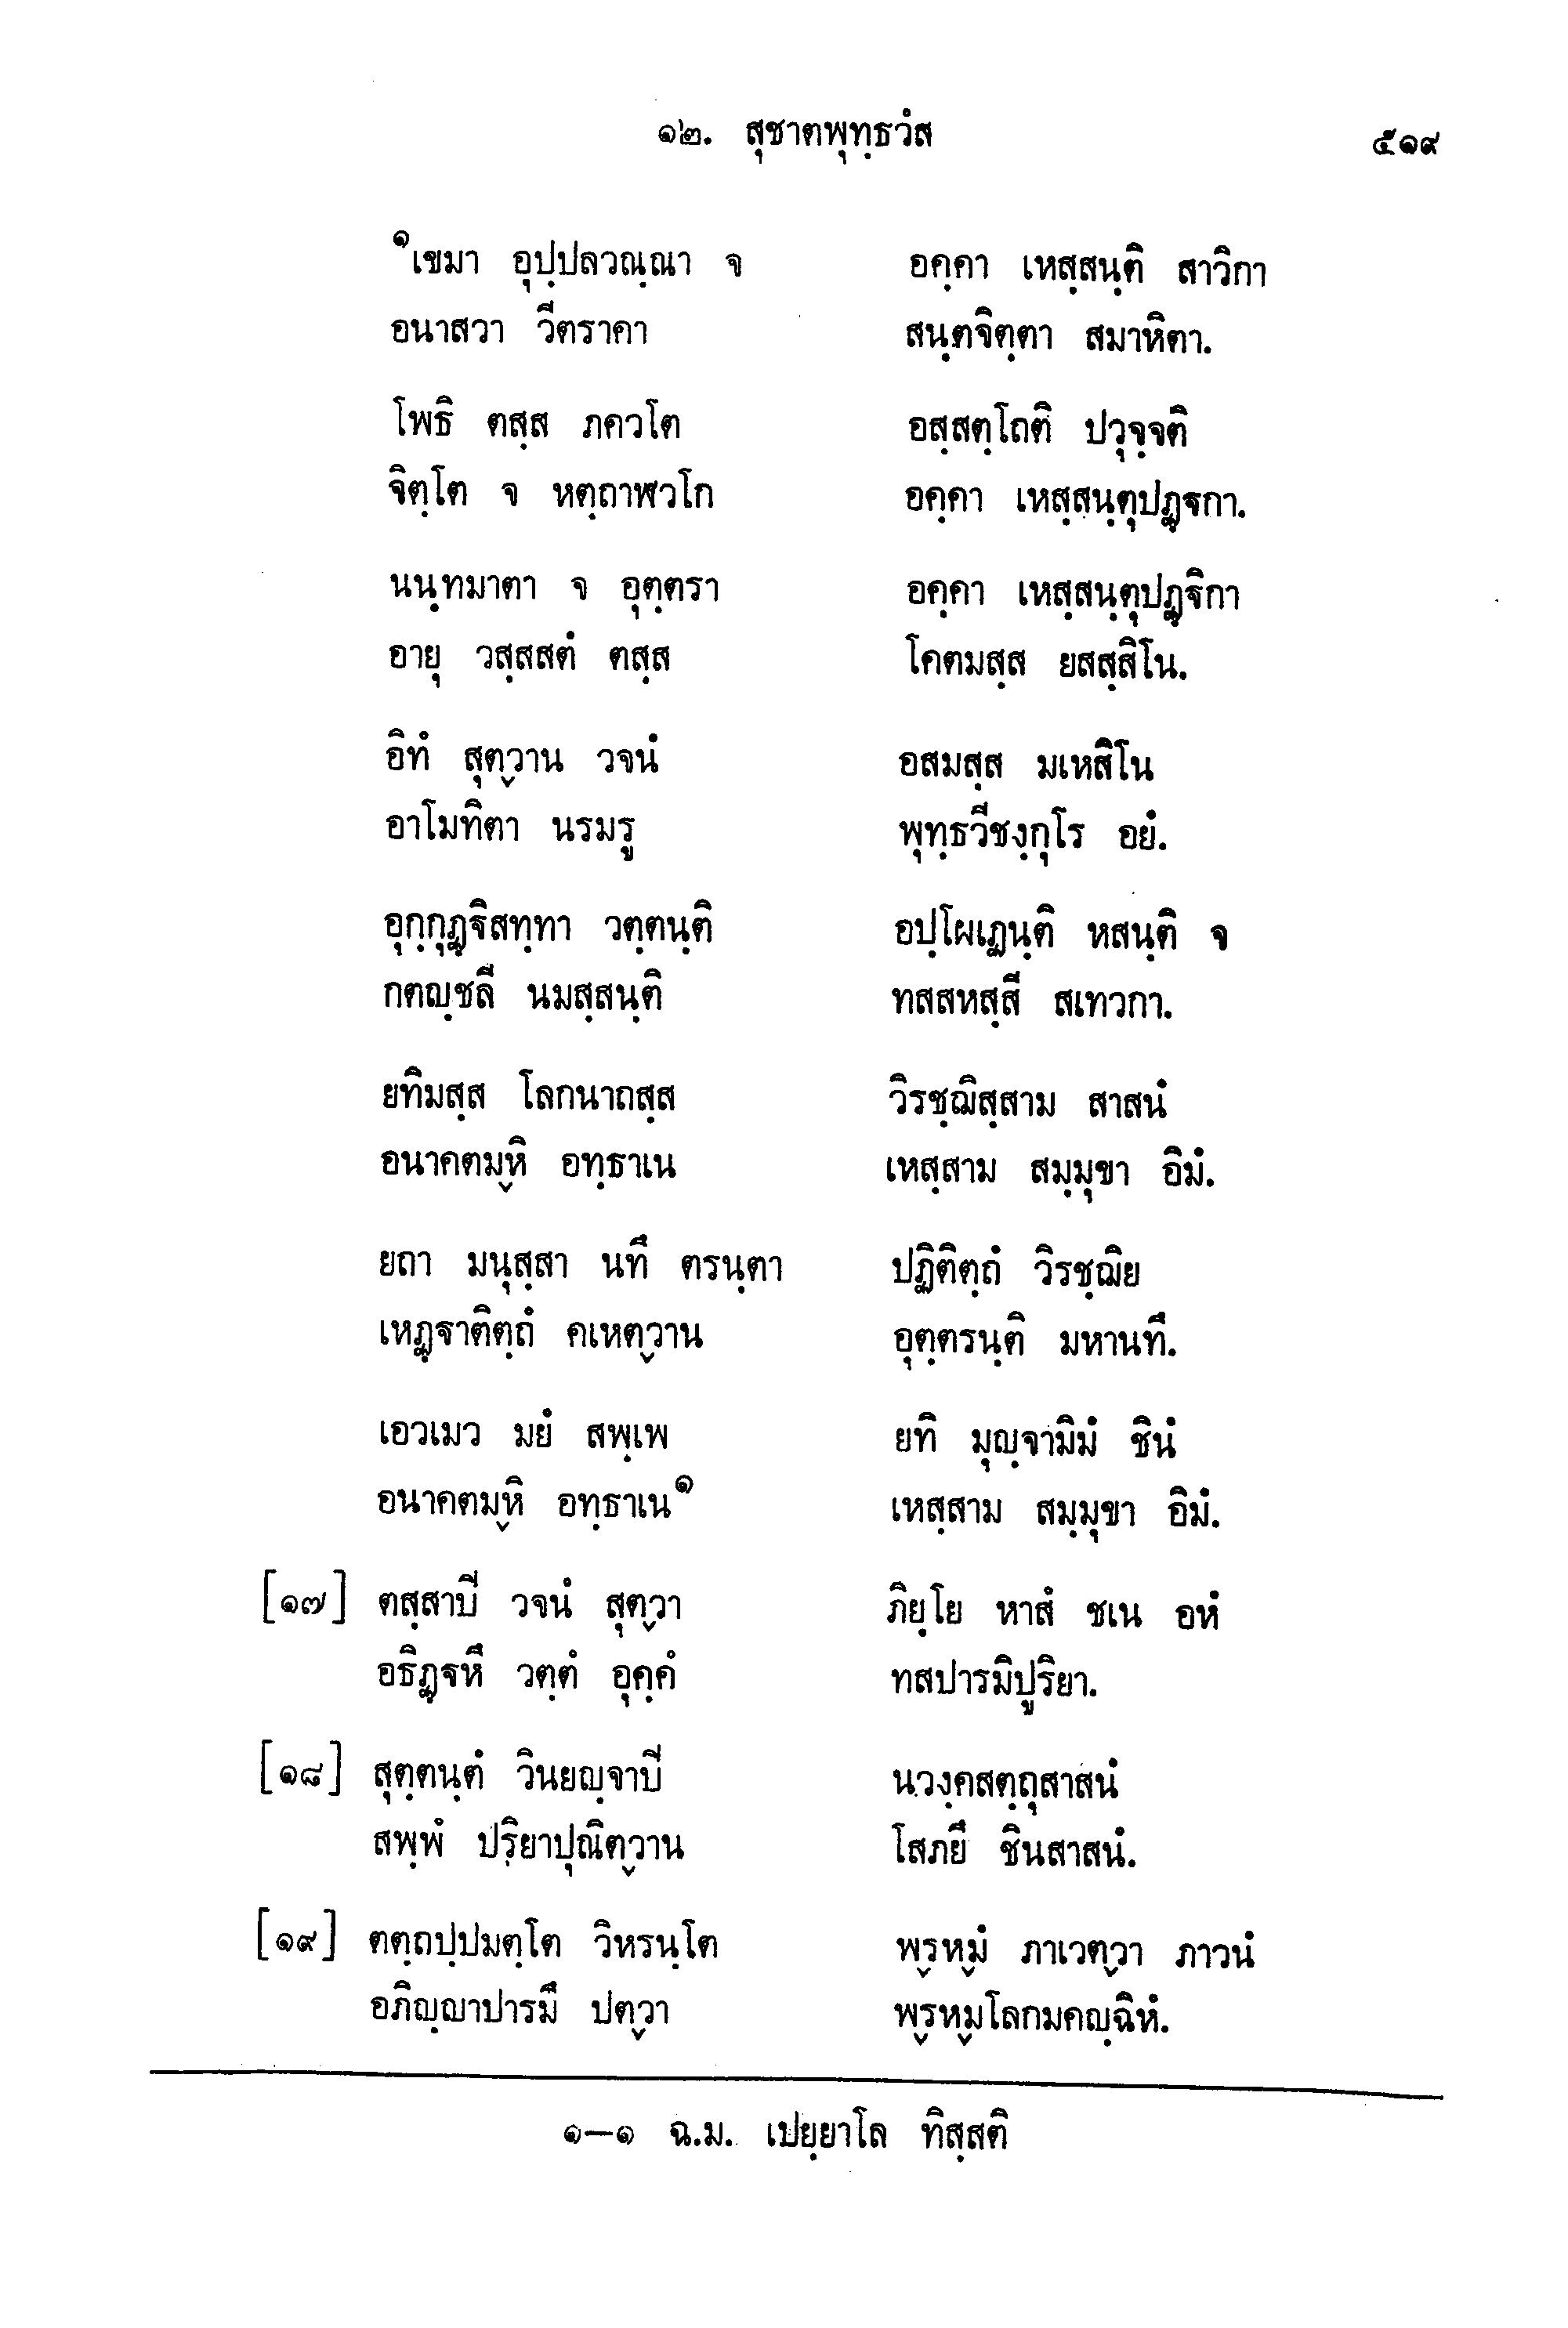 ๑๒. สุชาตพุทฺธวํส ๕๑๙
๑เขมา อุปฺปลวณฺณา จ อคฺคา เหสฺสนฺติ สาวิกา
อนาสวา วีตราคา สนฺตจิตฺตา สมาหิตา.
โพธิ ตสฺส ภควโต อสฺสตฺโถติ ปวุจฺจติ
จิตฺโต จ หตฺถาฬวโก อคฺคา เหสฺสนฺตุปฏฺฐกา.
นนฺทมาตา จ อุตฺตรา อคฺคา เหสฺสนฺตุปฏฺฐิกา
อายุ วสฺสสตํ ตสฺส โคตมสฺส ยสสฺสิโน.
อิทํ สุตฺวาน วจนํ อสมสฺส มเหสิโน
อาโมทิตา นรมรู พุทฺธวีชงฺกุโร อยํ.
อุกฺกุฏฺฐิสทฺทา วตฺตนฺติ อปฺโผเฏนฺติ หสนฺติ จ
กตญฺชลี นมสฺสนฺติ ทสสหสฺสี สเทวกา.
ยทิมสฺส โลกนาถสฺส วิรชฺฌิสฺสาม สาสนํ
อนาคตมฺหิ อทฺธาเน เหสฺสาม สมฺมุขา อิมํ.
ยถา มนุสฺสา นทึ ตรนฺตา ปฏิติตฺถํ วิรชฺฌิย
เหฏฺฐาติตฺถํ คเหตฺวาน อุตฺตรนฺติ มหานทึ.
เอวเมว มยํ สพฺเพ ยทิ มุญฺจามิมํ ชินํ
อนาคตมฺหิ อทฺธาเน๑ เหสฺสาม สมฺมุขา อิมํ.
[๑๗] ตสฺสาปิ วจนํ สุตฺวา ภิยฺโย หาสํ ชเน อหํ
อธิฏฺฐหึ วตฺตํ อุคฺคํ ทสปารมิปูริยา.
[๑๘] สุตฺตนฺตํ วินยญฺจาปิ นวงฺคสตฺถุสาสนํ
สพฺพํ ปริยาปุณิตฺวาน โสภยึ ชินสาสนํ.
[๑๙] ตตฺถปฺปมตฺโต วิหรนฺโต พฺรหฺมํ ภาเวตฺวา ภาวนํ
อภิญฺญาปารมึ ปตฺวา พฺรหฺมโลกมคญฺฉิหํ.
๑–๑ ฉ.ม. เปยฺยาโล ทิสฺสติ